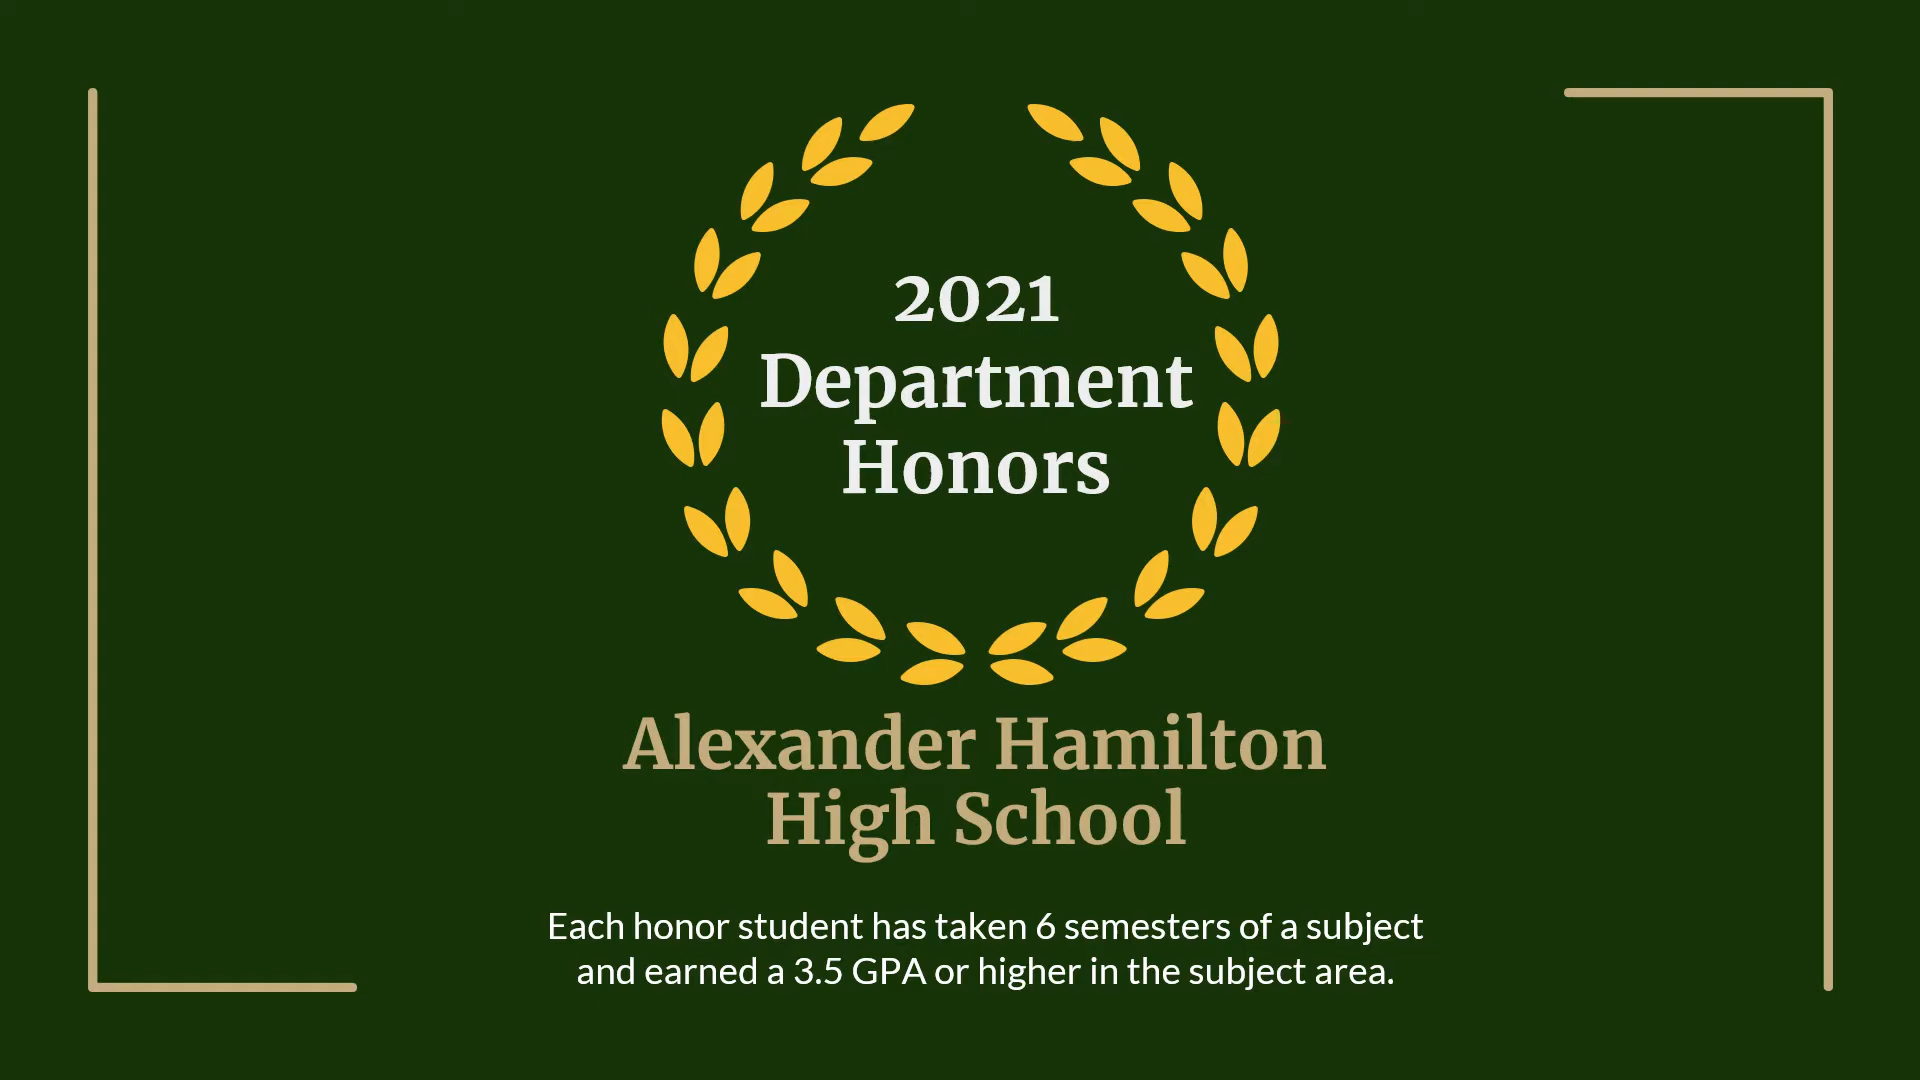 2021
Department
Honors
Alexander Hamilton
High School
Each honor student has taken 6 semesters of a subject
and earned a 3.5 GPA or higher in the subject area.